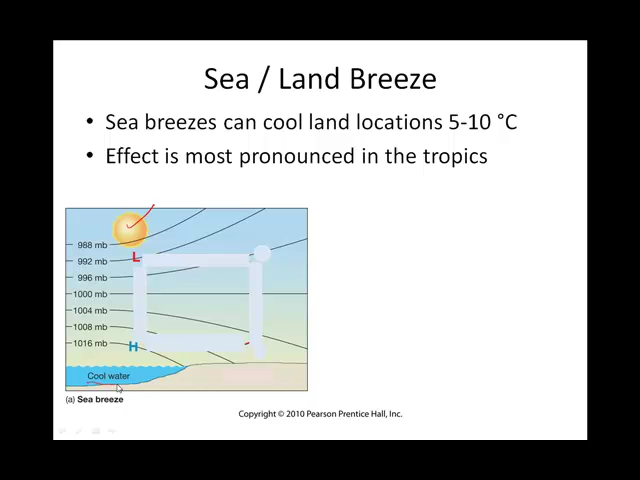 Sea / Land Breeze
• Sea breezes can cool land locations 5-10 °C
• Effect is most pronounced in the tropics
988 mb
992 mb
L
996 mb
1000 mb
1004 mb
1008 mb
1016 mb
H
Cool water
(a) Sea breeze
Copyright © 2010 Pearson Prentice Hall, Inc.